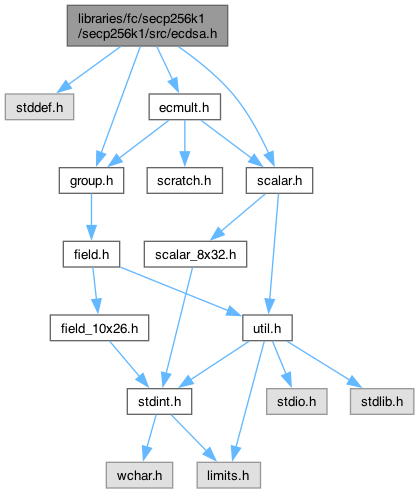 libraries/fc/secp256k1
/secp256k1/src/ecdsa.h
stddef.h
ecmult.h
group.h
scratch.h
scalar.h
field.h
scalar_8x32.h
field_10x26.h
util.h
stdint.h
stdio.h
stdlib.h
wchar.h
limits.h